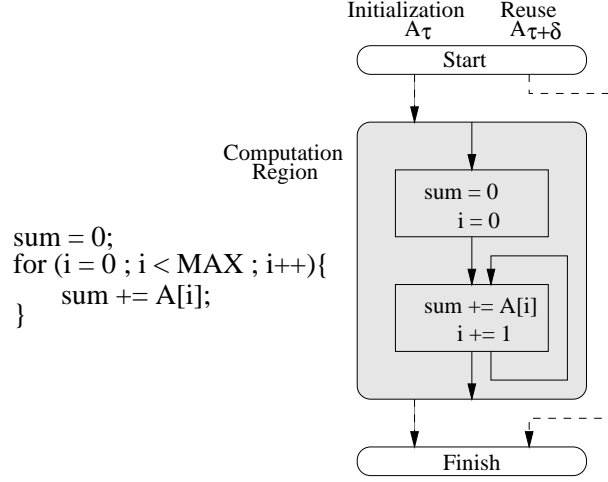 Initialization
Aτ
Reuse
Aτ+δ
Start
Computation
Region
sum = 0
i = 0
sum = 0;
for (i = 0 ; i < MAX ; i++){
sum += A[i];
}
sum += A[i]
i += 1
Finish